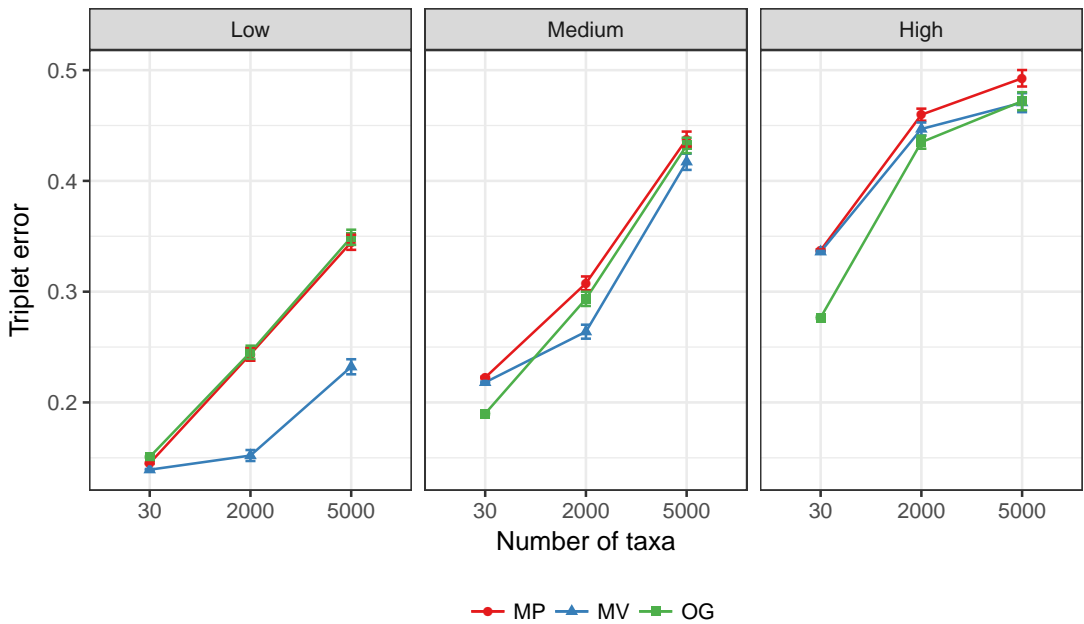 Low Medium High
0.5
0.4
0.3
0.2
Triplet error
30 2000 5000 30 2000 5000 30 2000 5000
Number of taxa
MP MV OG